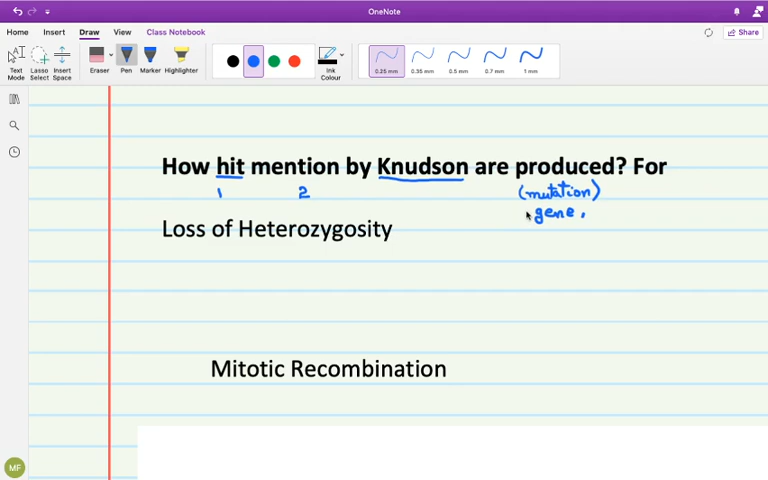 OneNote
Home Insert Draw View Class Notebook
Share
Text Mode
Lasso Select
Insert Space
Eraser
Pen
Marker
Highlighter
Ink Colour
0.25 mm
0.35 mm
0.5 mm
0.7 mm
1 mm
How hit mention by Knudson are produced? For
1 2 (mutation)
gene,
Loss of Heterozygosity
Mitotic Recombination
MF